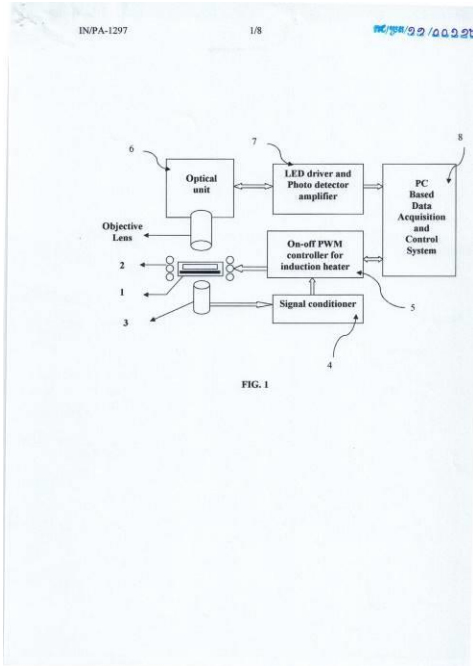 IN/PA-1297
1/8
8
7
6
Optical
unit
LED driver and
Photo detector
amplifier
PC
Based
Data
Acquisition
and
Control
System
Objective
Lens
On-off PWM
controller for
induction heater
2
1
3
5
Signal conditioner
4
FIG. 1